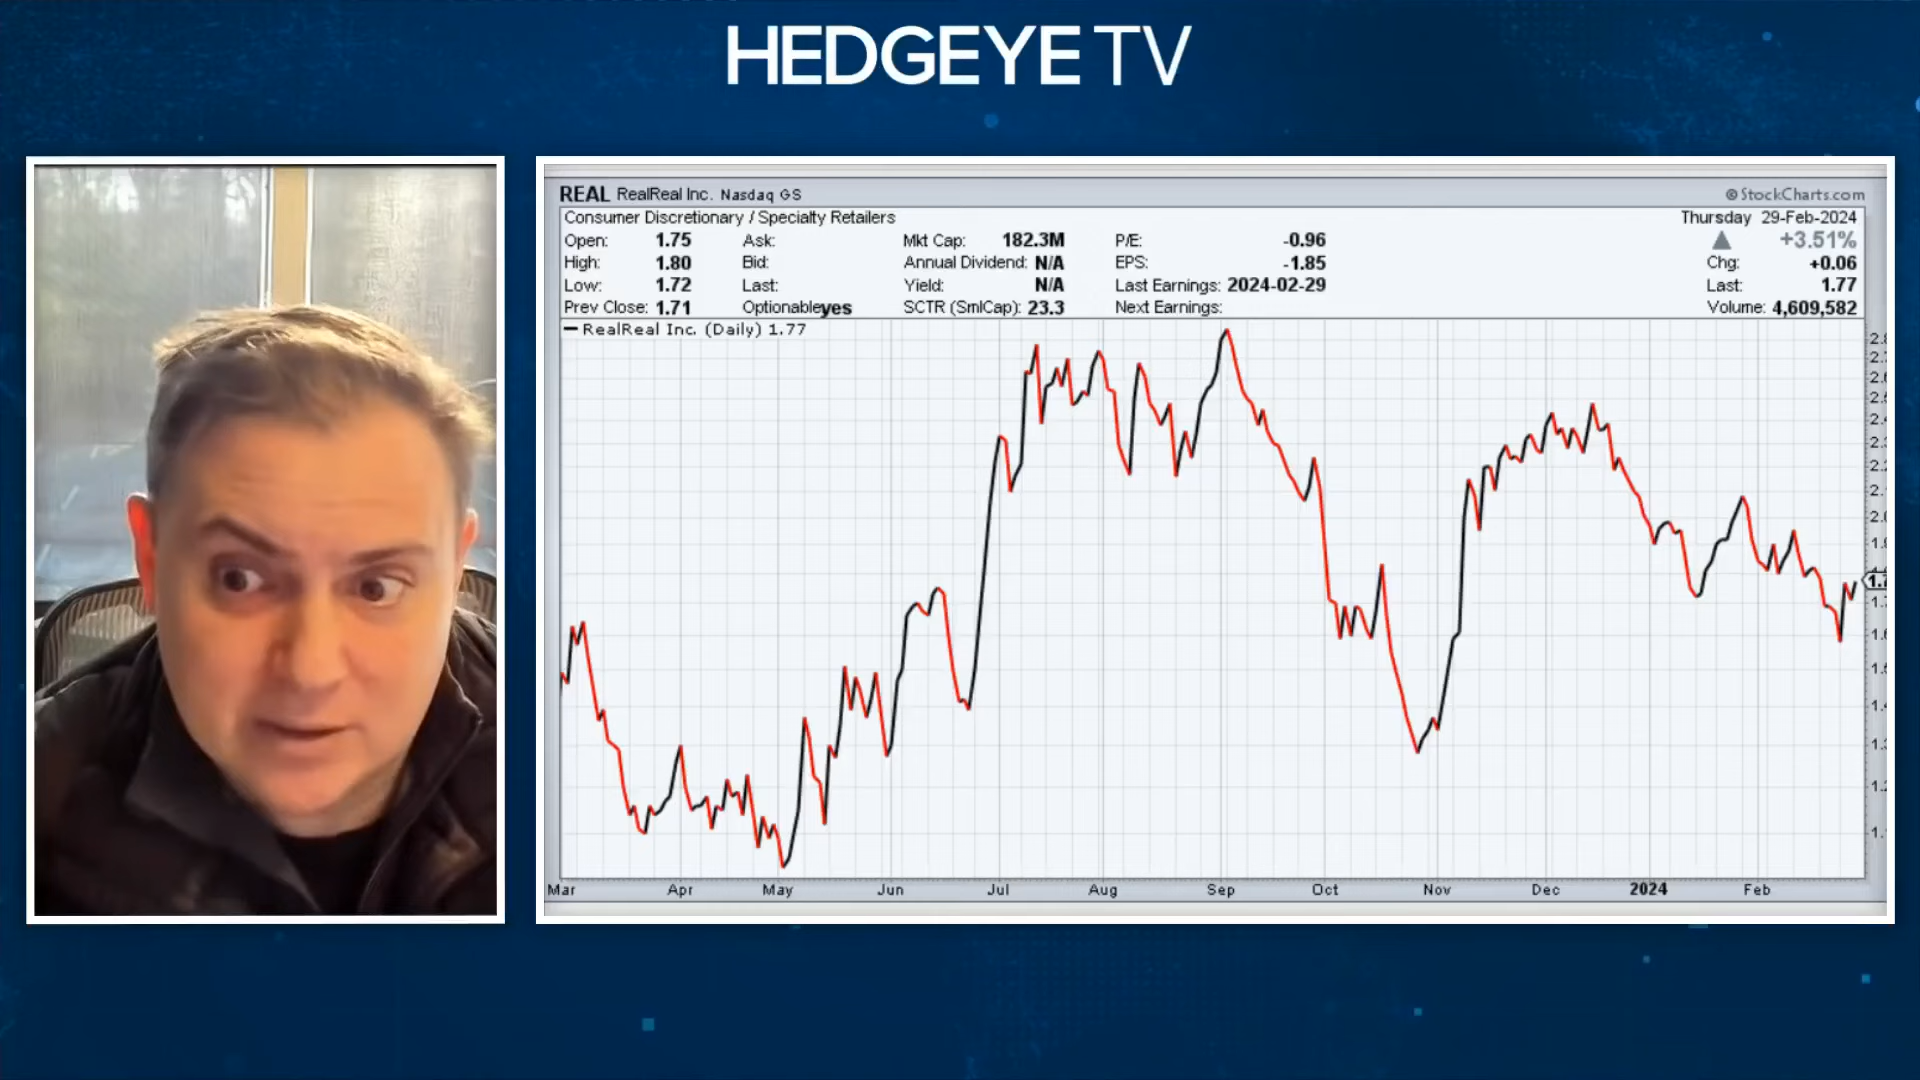 HEDGEYE TV
REAL RealReal Inc. Nasdaq GS
© StockCharts.com
Consumer Discretionary / Specialty Retailers
Thursday 29-Feb-2024
Open: 1.75 Ask: Mkt Cap: 182.3M P/E: -0.96 +3.51%
High: 1.80 Bid: Annual Dividend: N/A EPS: -1.85 Chg: +0.06
Low: 1.72 Last: Yield: N/A Last Earnings: 2024-02-29 Last: 1.77
Prev Close: 1.71 Optionable yes SCTR (SmlCap): 23.3 Next Earnings: Volume: 4,609,582
RealReal Inc. (Daily) 1.77
Mar Apr May Jun Jul Aug Sep Oct Nov Dec 2024 Feb